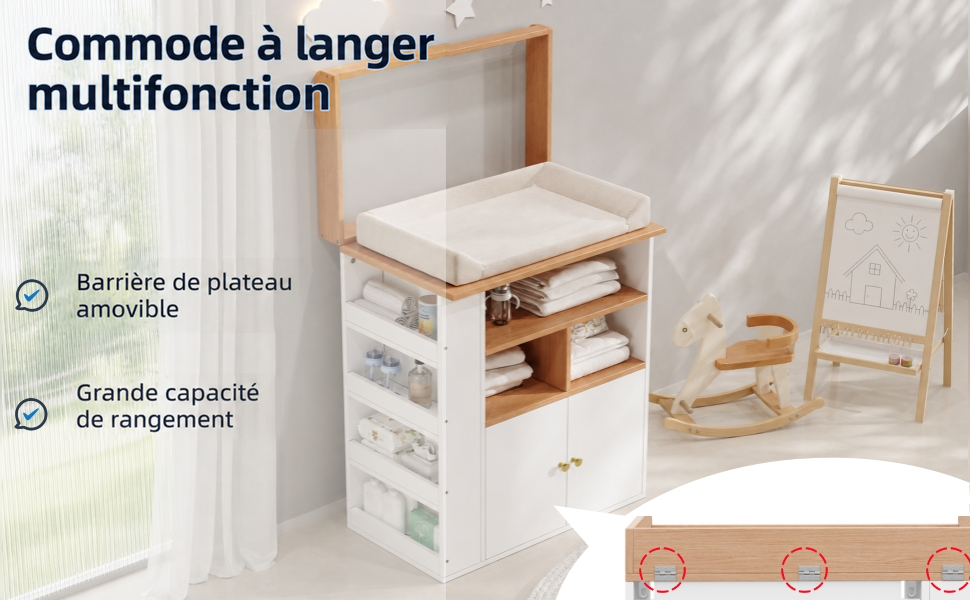 Commode à langer
multifonction
Barrière de plateau
amovible
Grande capacité
de rangement